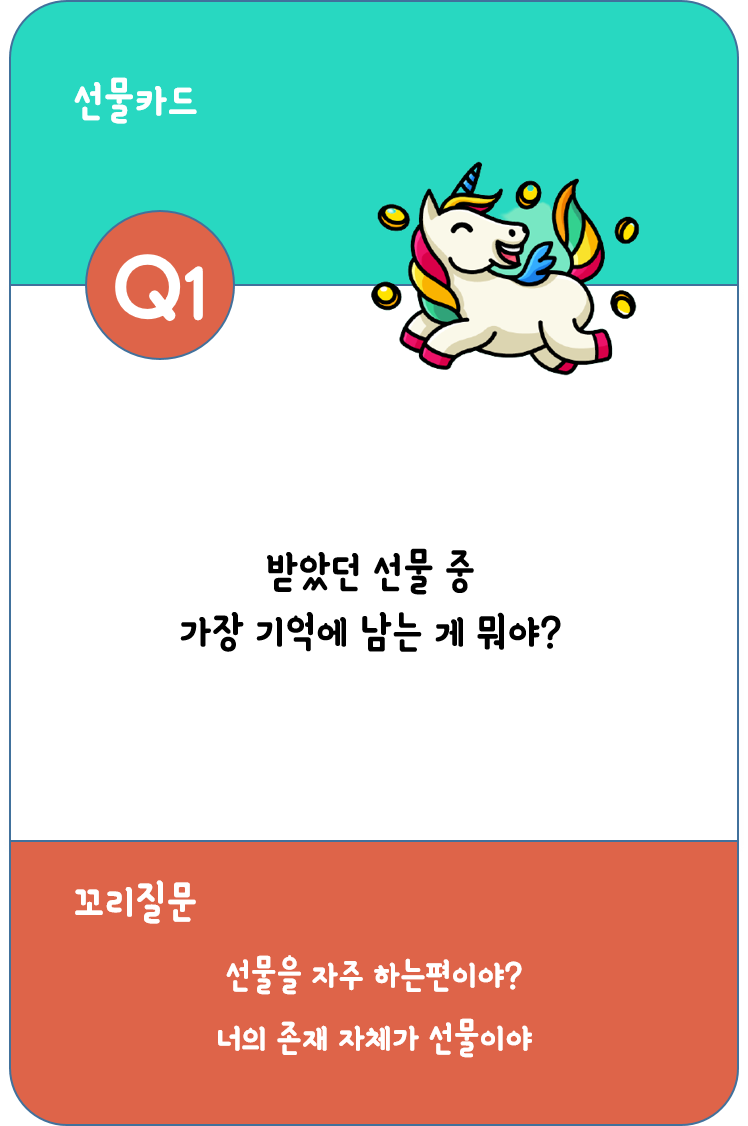 선물카드
Q1
받았던 선물 중
가장 기억에 남는 게 뭐야?
꼬리질문
선물을 자주 하는편이야?
너의 존재 자체가 선물이야